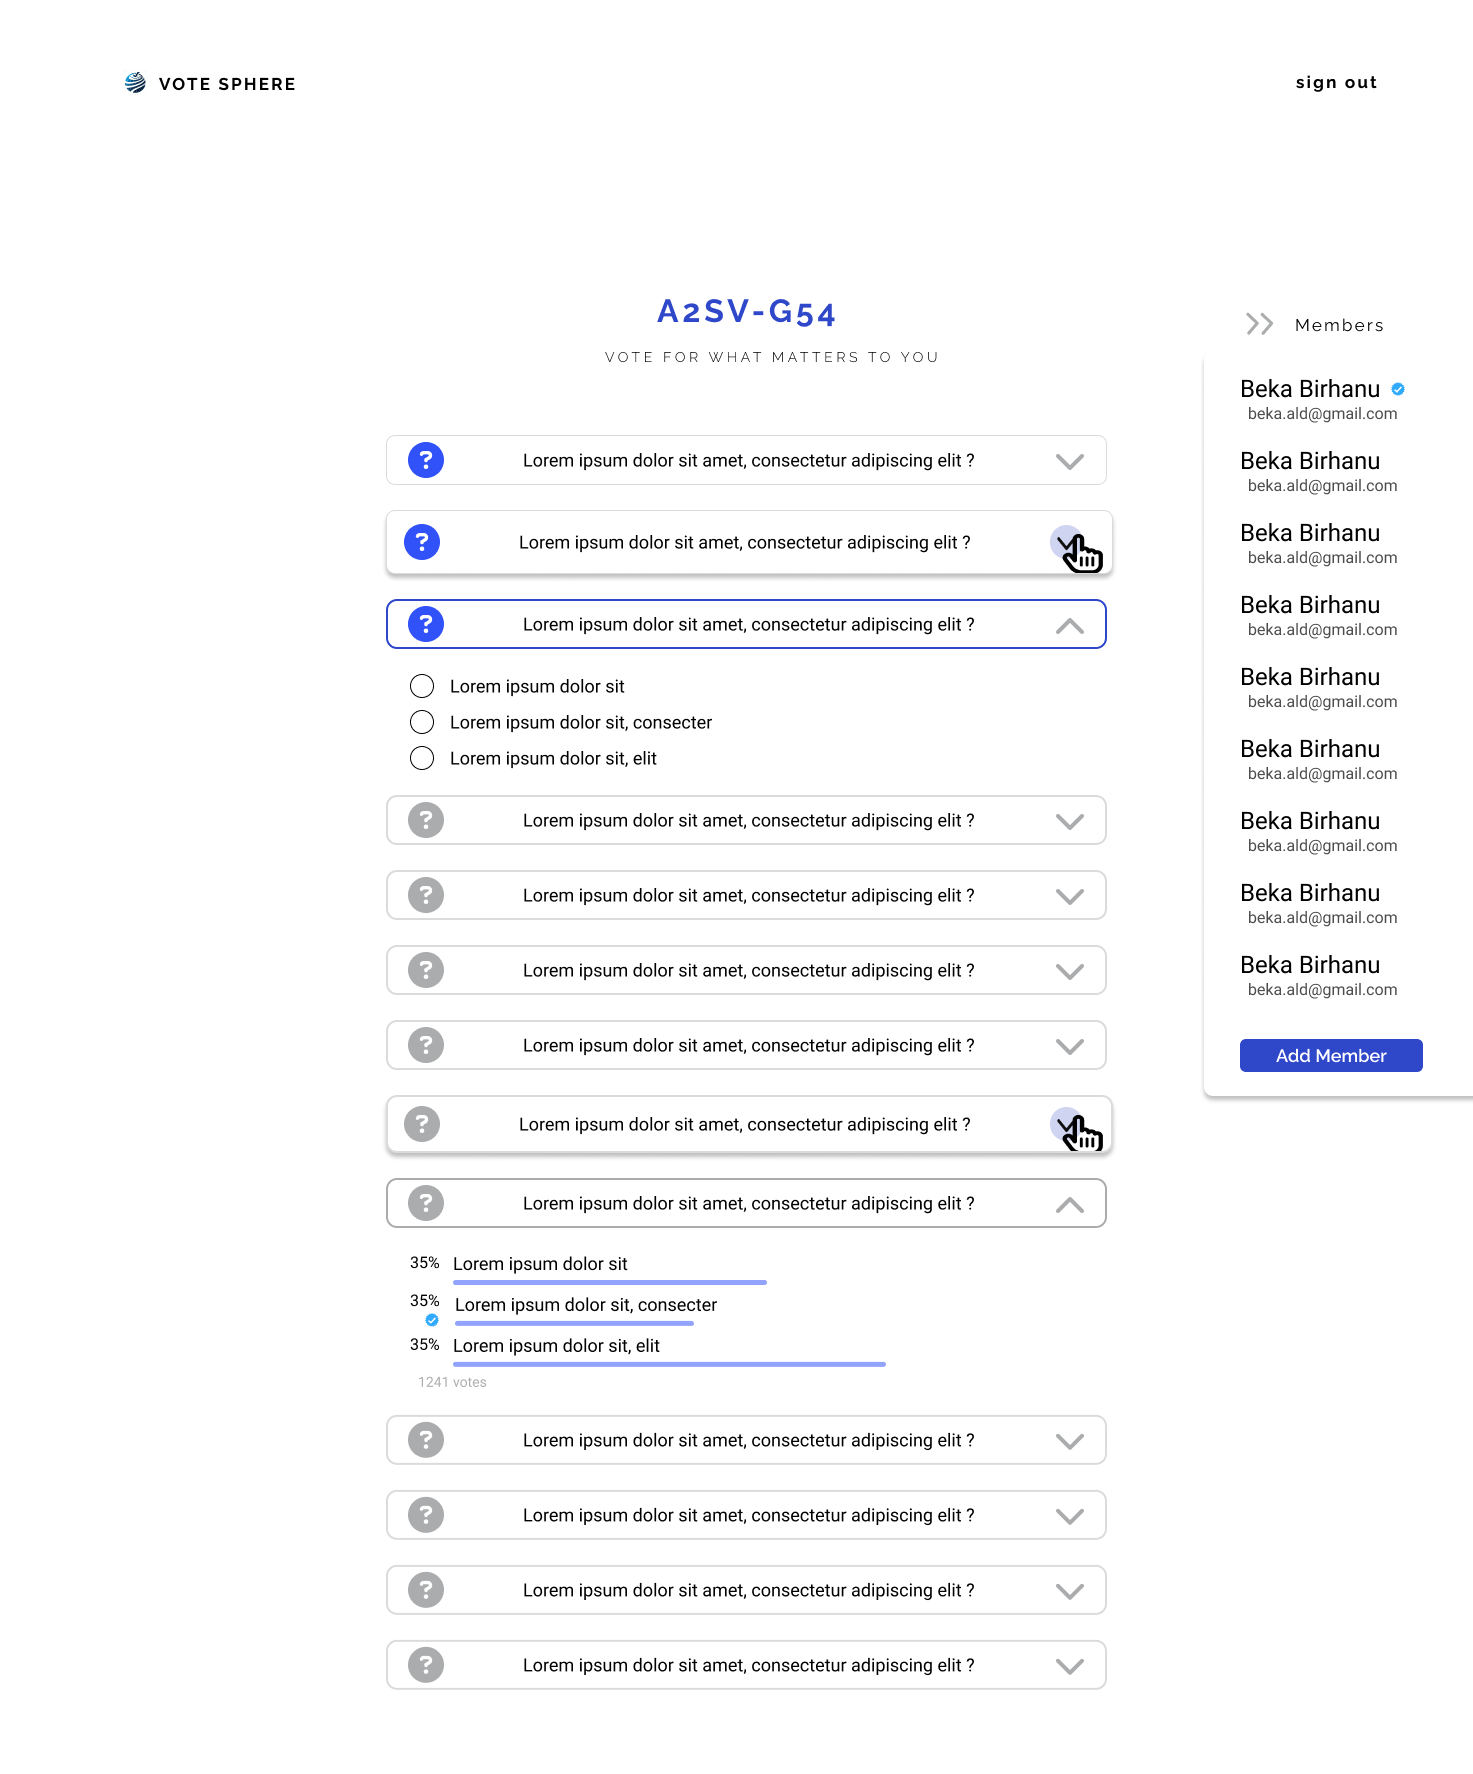 VOTE SPHERE
sign out
A2SV-G54
VOTE FOR WHAT MATTERS TO YOU
? Lorem ipsum dolor sit amet, consectetur adipiscing elit ?
? Lorem ipsum dolor sit amet, consectetur adipiscing elit ?
? Lorem ipsum dolor sit amet, consectetur adipiscing elit ?
Lorem ipsum dolor sit
Lorem ipsum dolor sit, consecter
Lorem ipsum dolor sit, elit
? Lorem ipsum dolor sit amet, consectetur adipiscing elit ?
? Lorem ipsum dolor sit amet, consectetur adipiscing elit ?
? Lorem ipsum dolor sit amet, consectetur adipiscing elit ?
? Lorem ipsum dolor sit amet, consectetur adipiscing elit ?
? Lorem ipsum dolor sit amet, consectetur adipiscing elit ?
? Lorem ipsum dolor sit amet, consectetur adipiscing elit ?
35% Lorem ipsum dolor sit
35% Lorem ipsum dolor sit, consecter
35% Lorem ipsum dolor sit, elit
1241 votes
? Lorem ipsum dolor sit amet, consectetur adipiscing elit ?
? Lorem ipsum dolor sit amet, consectetur adipiscing elit ?
? Lorem ipsum dolor sit amet, consectetur adipiscing elit ?
? Lorem ipsum dolor sit amet, consectetur adipiscing elit ?
Members
Beka Birhanu
beka.ald@gmail.com
Beka Birhanu
beka.ald@gmail.com
Beka Birhanu
beka.ald@gmail.com
Beka Birhanu
beka.ald@gmail.com
Beka Birhanu
beka.ald@gmail.com
Beka Birhanu
beka.ald@gmail.com
Beka Birhanu
beka.ald@gmail.com
Beka Birhanu
beka.ald@gmail.com
Beka Birhanu
beka.ald@gmail.com
Add Member